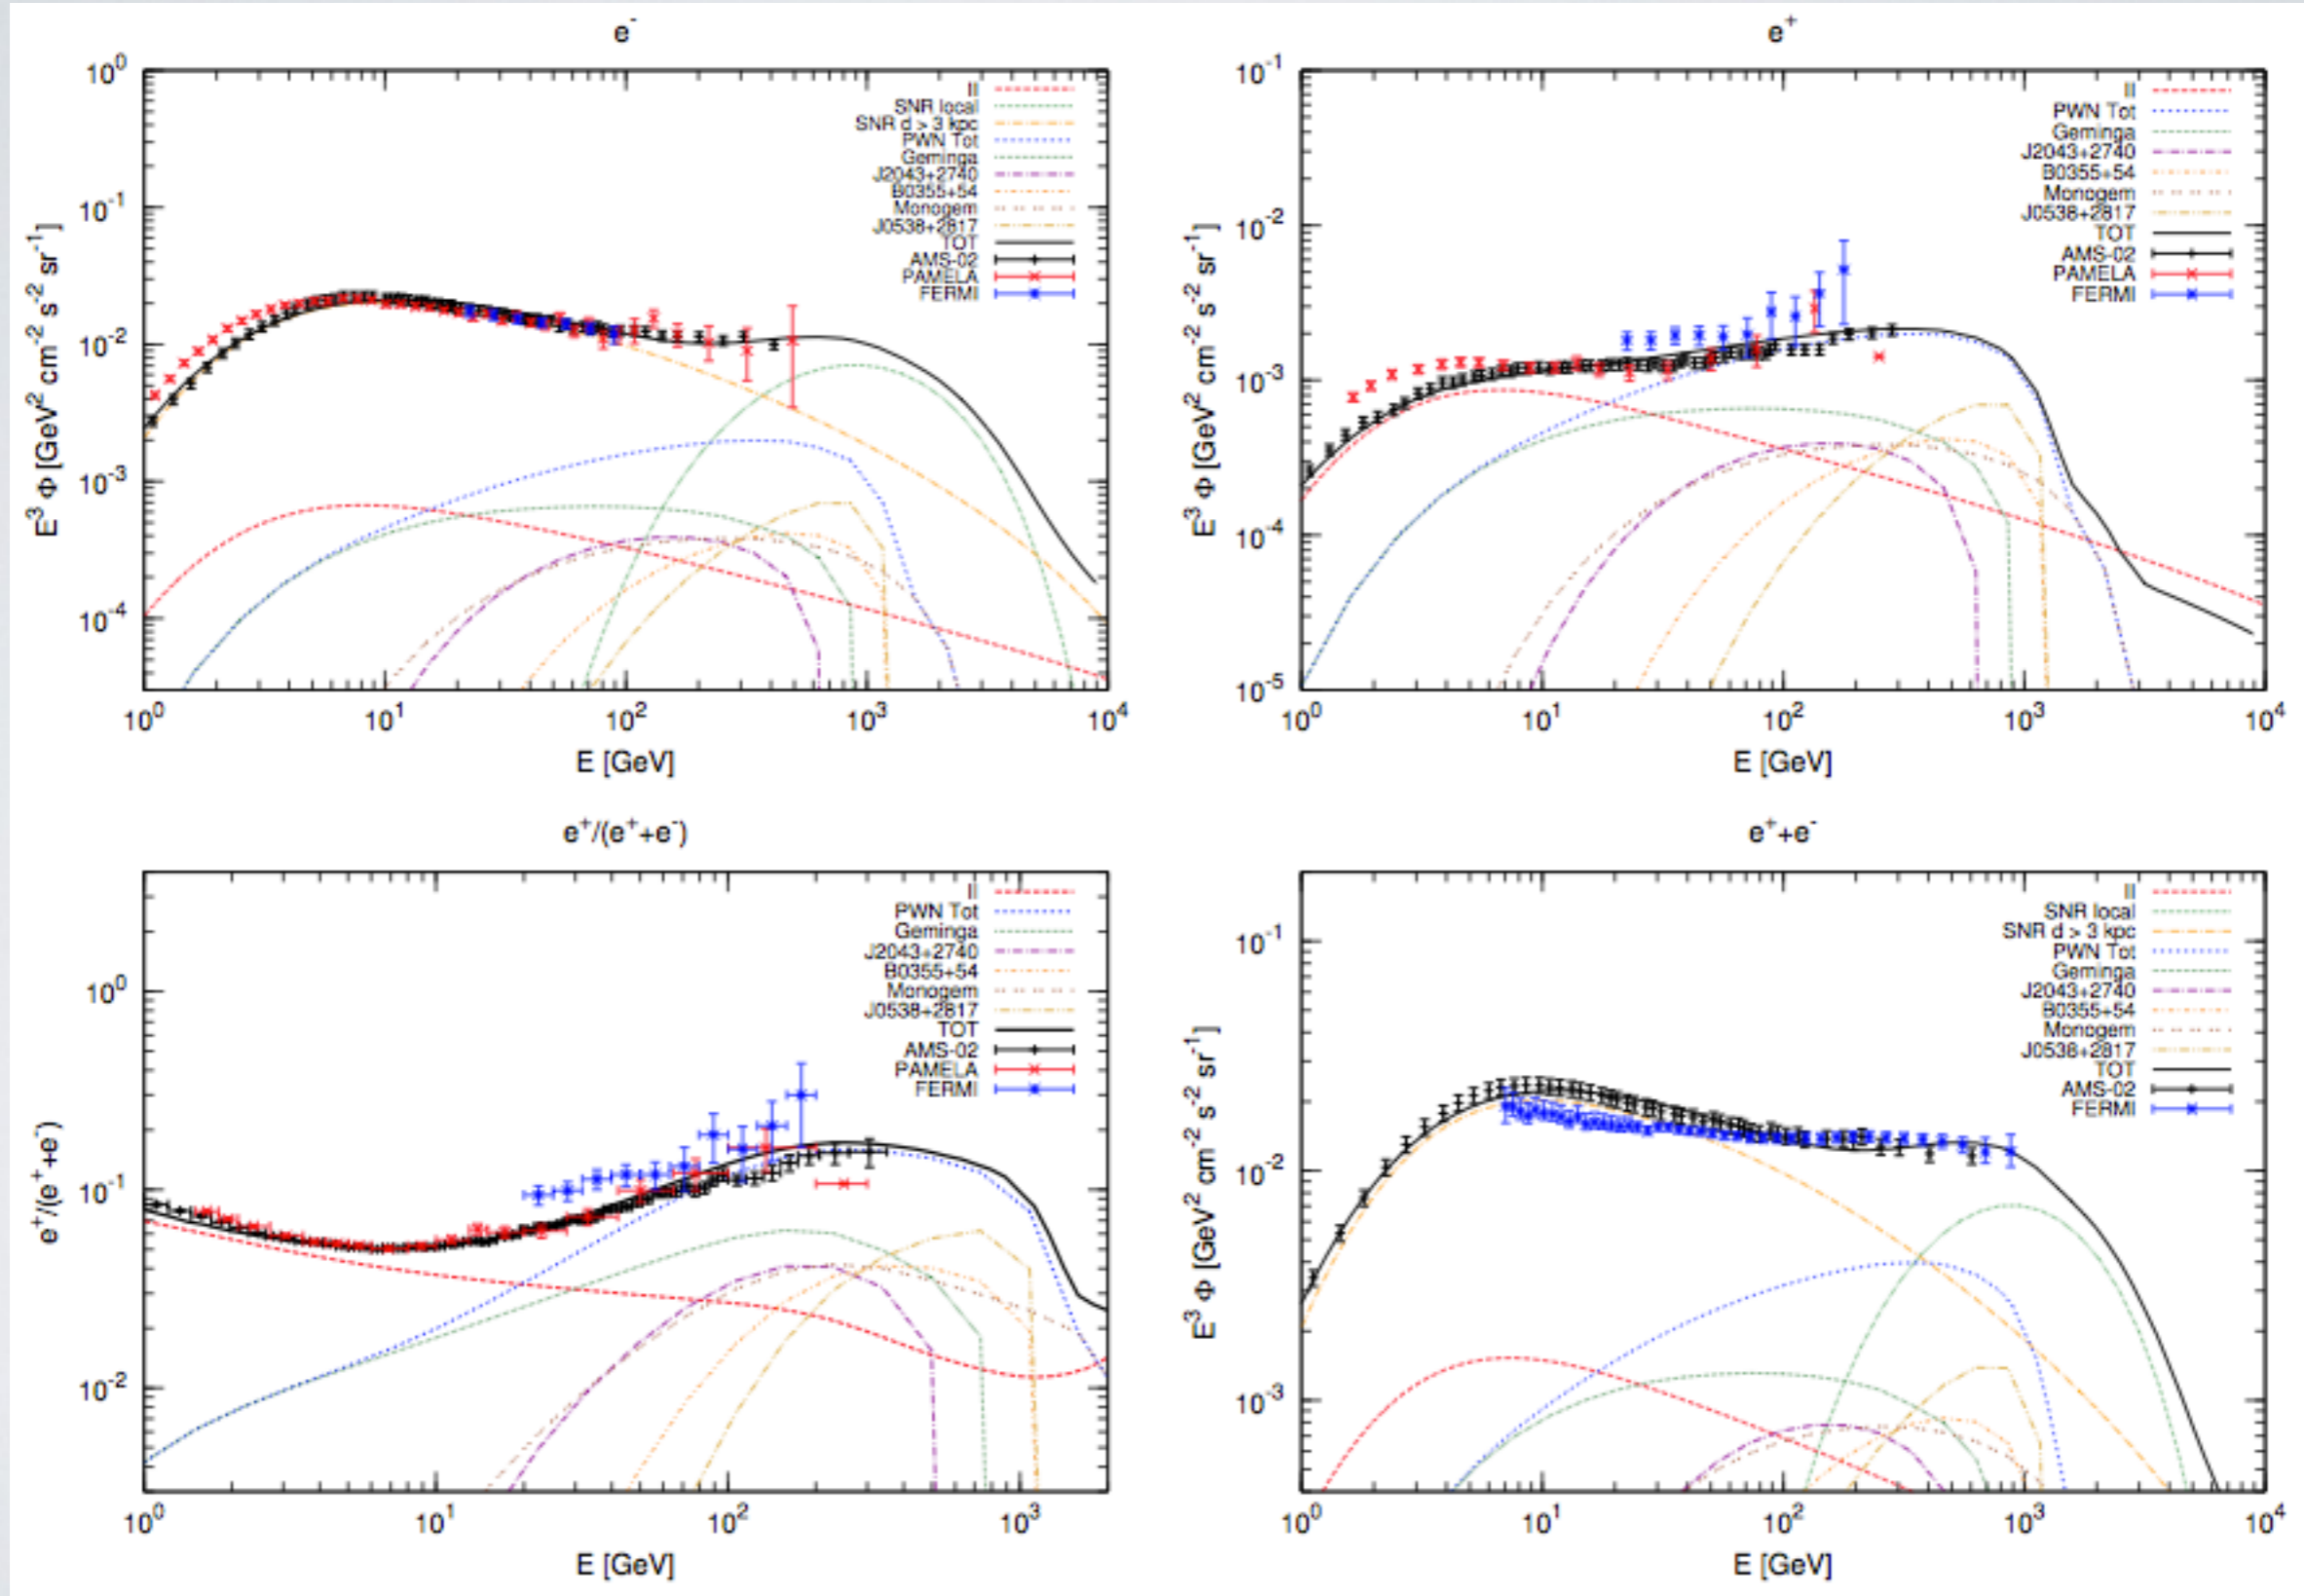 e⁻
10⁰
10⁻¹
10⁻²
10⁻³
10⁻⁴
E³ Φ [GeV² cm⁻² s⁻² sr⁻¹]
II
SNR local
SNR d > 3 kpc
PWN Tot
Geminga
J2043+2740
B0355+54
Monogem
J0538+2817
TOT
AMS-02
PAMELA
FERMI
10⁰ 10¹ 10² 10³ 10⁴
E [GeV]
e⁺
10⁻¹
10⁻²
10⁻³
10⁻⁴
10⁻⁵
E³ Φ [GeV² cm⁻² s⁻² sr⁻¹]
II
PWN Tot
Geminga
J2043+2740
B0355+54
Monogem
J0538+2817
TOT
AMS-02
PAMELA
FERMI
10⁰ 10¹ 10² 10³ 10⁴
E [GeV]
e⁺/(e⁺+e⁻)
10⁰
10⁻¹
10⁻²
e⁺/(e⁺+e⁻)
II
PWN Tot
Geminga
J2043+2740
B0355+54
Monogem
J0538+2817
TOT
AMS-02
PAMELA
FERMI
10⁰ 10¹ 10² 10³
E [GeV]
e⁺+e⁻
10⁻¹
10⁻²
10⁻³
E³ Φ [GeV² cm⁻² s⁻² sr⁻¹]
II
SNR local
SNR d > 3 kpc
PWN Tot
Geminga
J2043+2740
B0355+54
Monogem
J0538+2817
TOT
AMS-02
FERMI
10⁰ 10¹ 10² 10³ 10⁴
E [GeV]